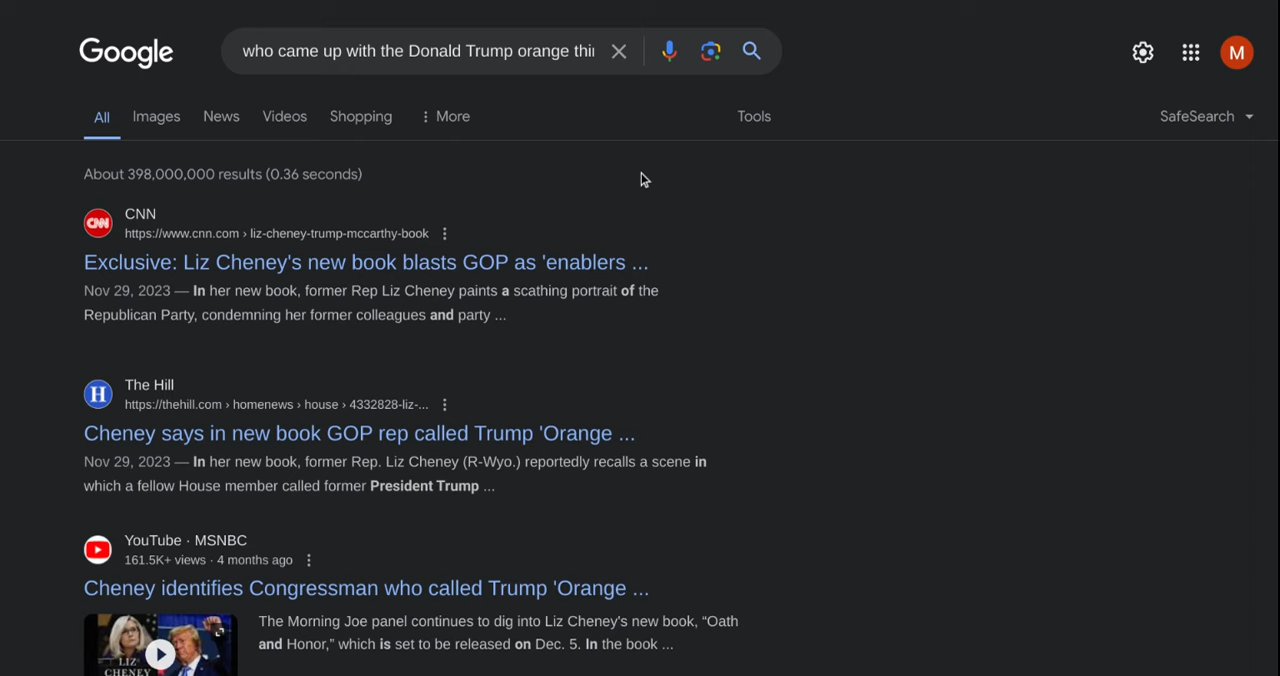 Google
who came up with the Donald Trump orange thin
M
All Images News Videos Shopping More Tools SafeSearch
About 398,000,000 results (0.36 seconds)
CNN
CNN
https://www.cnn.com › liz-cheney-trump-mccarthy-book
Exclusive: Liz Cheney's new book blasts GOP as 'enablers ...
Nov 29, 2023 — In her new book, former Rep Liz Cheney paints a scathing portrait of the
Republican Party, condemning her former colleagues and party ...
H
The Hill
https://thehill.com › homenews › house › 4332828-liz-...
Cheney says in new book GOP rep called Trump 'Orange ...
Nov 29, 2023 — In her new book, former Rep. Liz Cheney (R-Wyo.) reportedly recalls a scene in
which a fellow House member called former President Trump ...
YouTube · MSNBC
161.5K+ views · 4 months ago
Cheney identifies Congressman who called Trump 'Orange ...
The Morning Joe panel continues to dig into Liz Cheney's new book, “Oath
and Honor,” which is set to be released on Dec. 5. In the book ...
LIZ
CHENEY